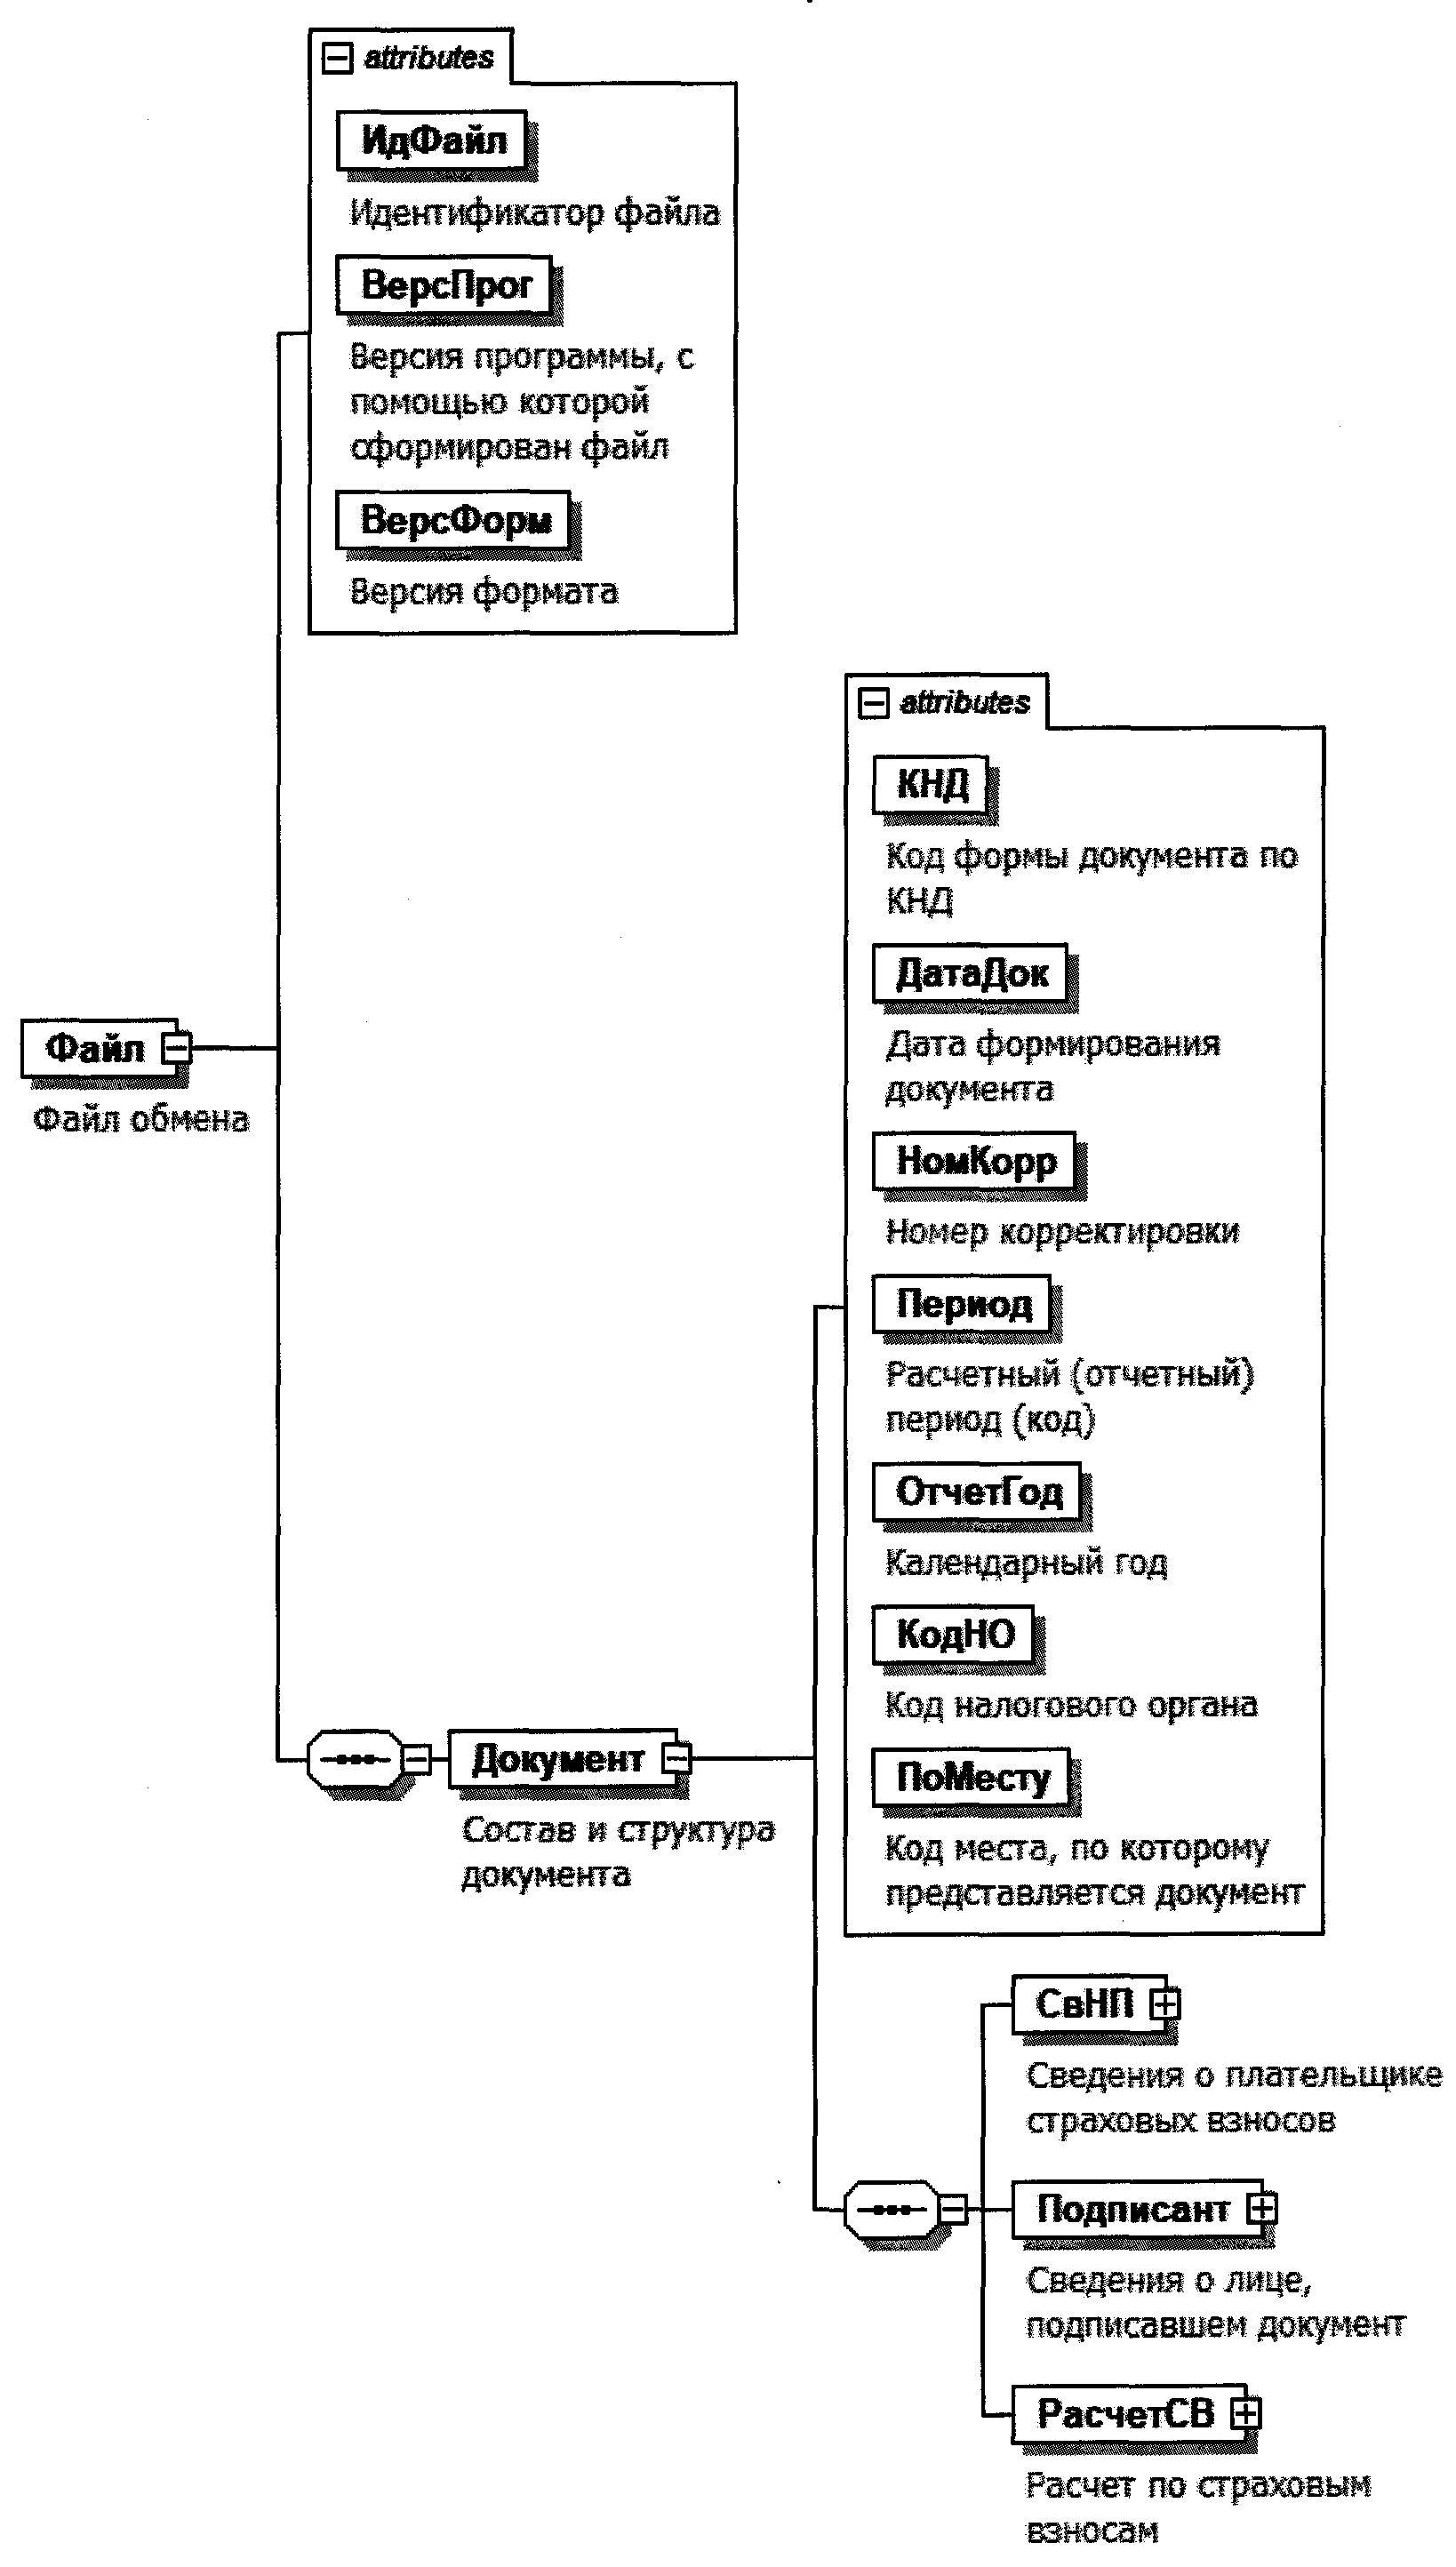 attributes
ИдФайл
Идентификатор файла
ВерсПрог
Версия программы, с
помощью которой
сформирован файл
ВерсФорм
Версия формата
Файл
Файл обмена
Документ
Состав и структура
документа
attributes
КНД
Код формы документа по
КНД
ДатаДок
Дата формирования
документа
НомКорр
Номер корректировки
Период
Расчетный (отчетный)
период (код)
ОтчетГод
Календарный год
КодНО
Код налогового органа
ПоМесту
Код места, по которому
представляется документ
СвНП
Сведения о плательщике
страховых взносов
Подписант
Сведения о лице,
подписавшем документ
РасчетСВ
Расчет по страховым
взносам